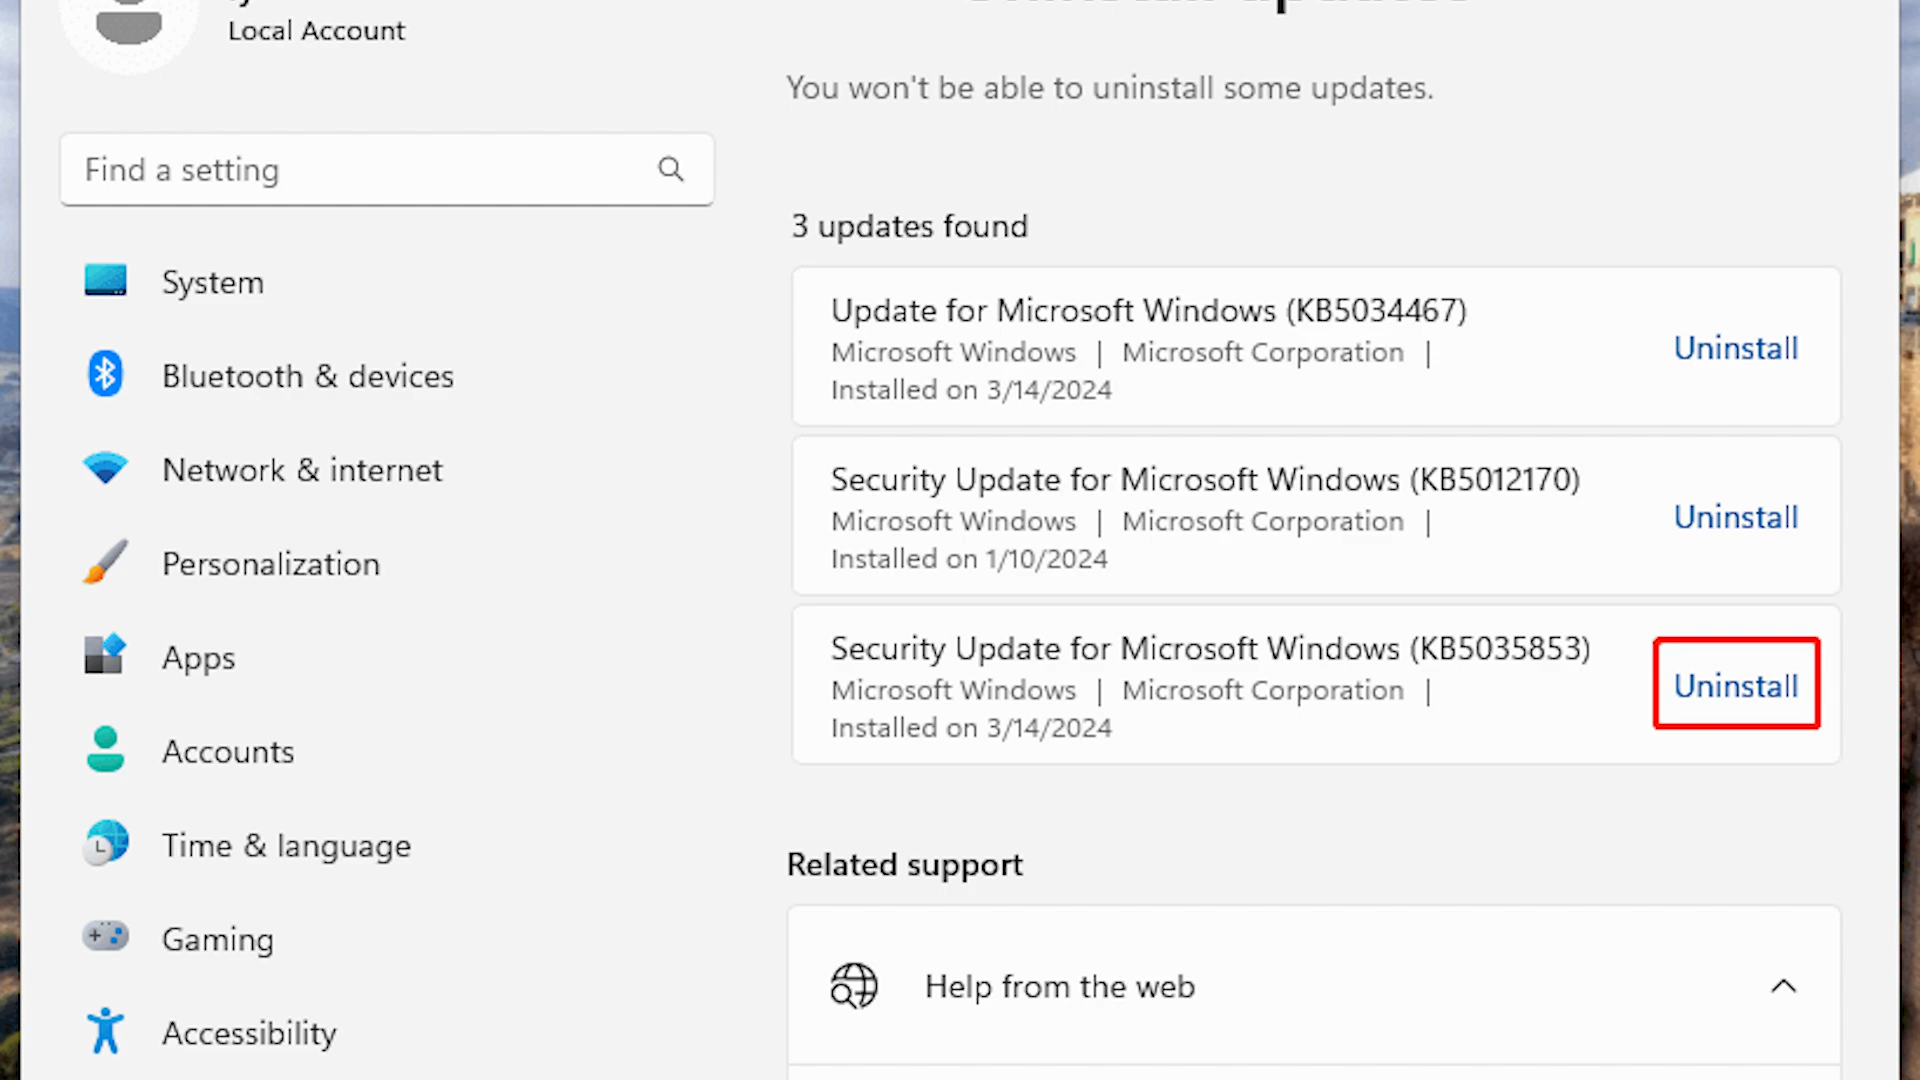 Local Account
Find a setting
System
Bluetooth & devices
Network & internet
Personalization
Apps
Accounts
Time & language
Gaming
Accessibility
You won't be able to uninstall some updates.
3 updates found
Update for Microsoft Windows (KB5034467)
Microsoft Windows | Microsoft Corporation |
Installed on 3/14/2024
Uninstall
Security Update for Microsoft Windows (KB5012170)
Microsoft Windows | Microsoft Corporation |
Installed on 1/10/2024
Uninstall
Security Update for Microsoft Windows (KB5035853)
Microsoft Windows | Microsoft Corporation |
Installed on 3/14/2024
Uninstall
Related support
Help from the web